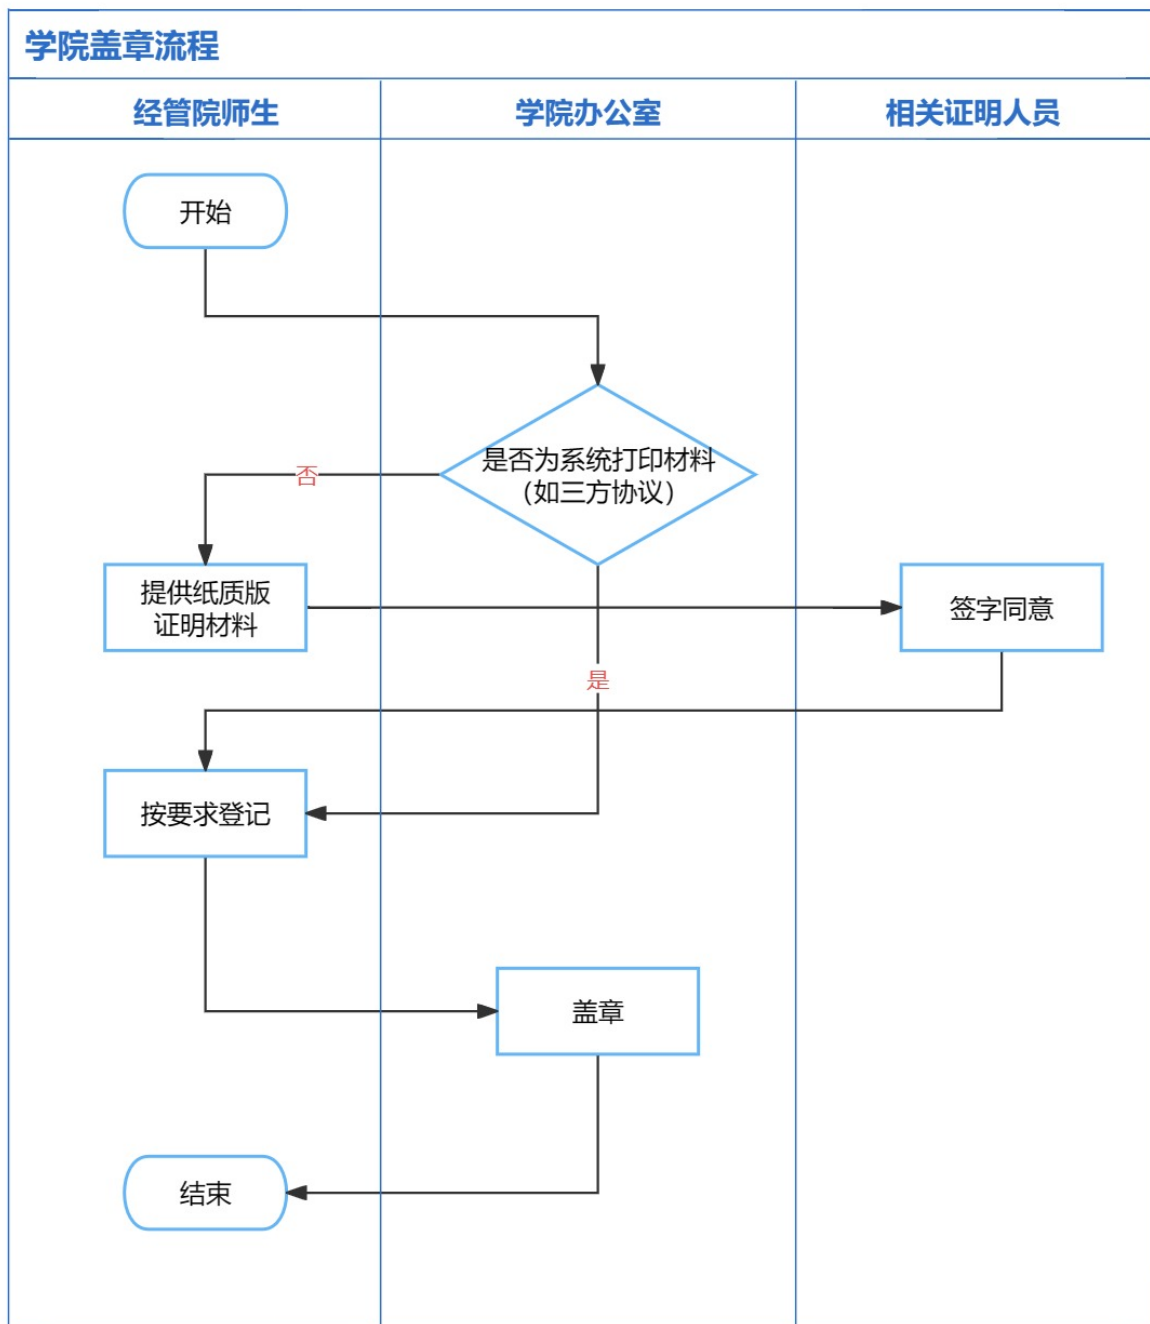 学院盖章流程
经管院师生
学院办公室
相关证明人员
开始
是否为系统打印材料
（如三方协议）
否
提供纸质版
证明材料
签字同意
是
按要求登记
盖章
结束